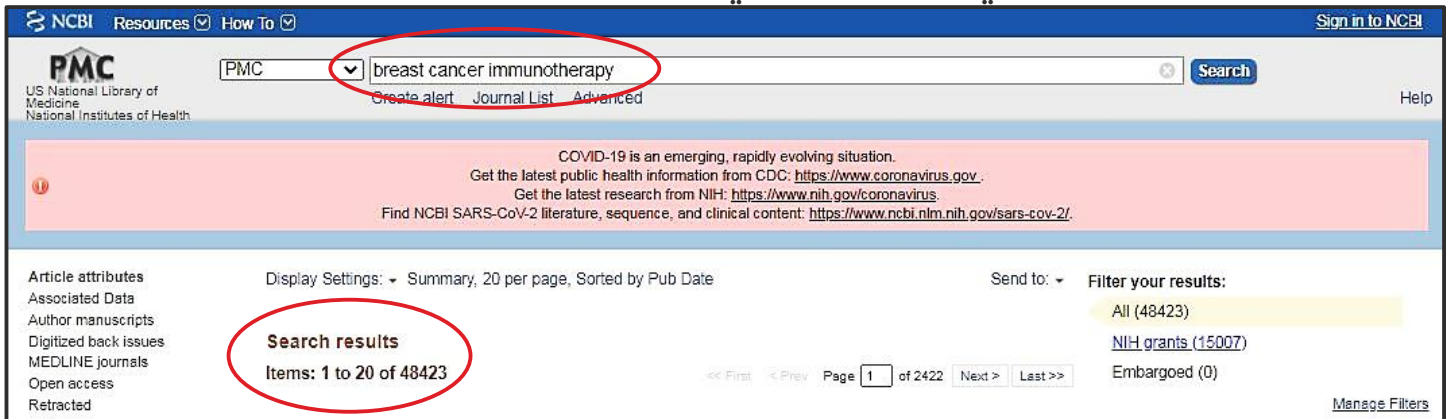 NCBI Resources How To Sign in to NCBI
PMC
US National Library of
Medicine
National Institutes of Health
PMC breast cancer immunotherapy Search
Create alert Journal List Advanced Help
COVID-19 is an emerging, rapidly evolving situation.
Get the latest public health information from CDC: https://www.coronavirus.gov .
Get the latest research from NIH: https://www.nih.gov/coronavirus.
Find NCBI SARS-CoV-2 literature, sequence, and clinical content: https://www.ncbi.nlm.nih.gov/sars-cov-2/.
Article attributes
Associated Data
Author manuscripts
Digitized back issues
MEDLINE journals
Open access
Retracted
Display Settings: Summary, 20 per page, Sorted by Pub Date Send to:
Search results
Items: 1 to 20 of 48423
<< First < Prev Page 1 of 2422 Next > Last >>
Filter your results:
All (48423)
NIH grants (15007)
Embargoed (0)
Manage Filters